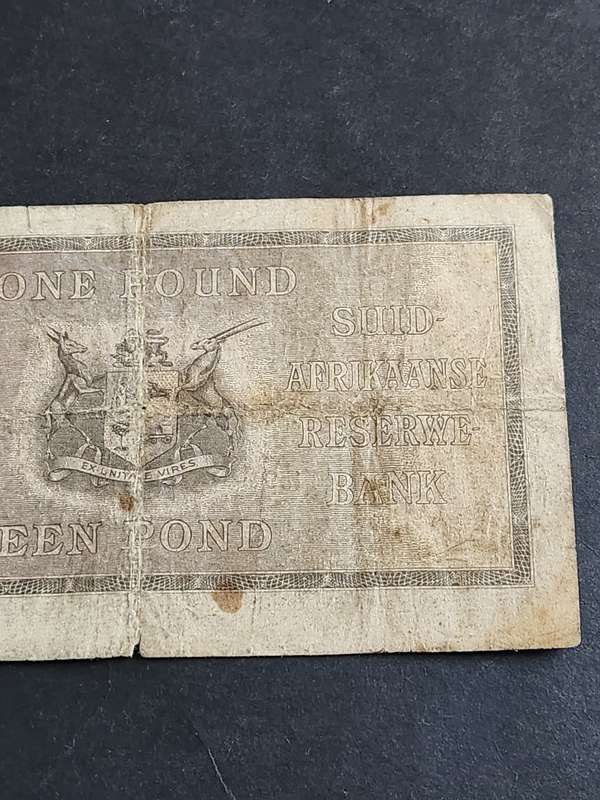 ONE POUND
SUID-
AFRIKAANSE
RESERWE-
BANK
EX UNITATE VIRES
EEN POND